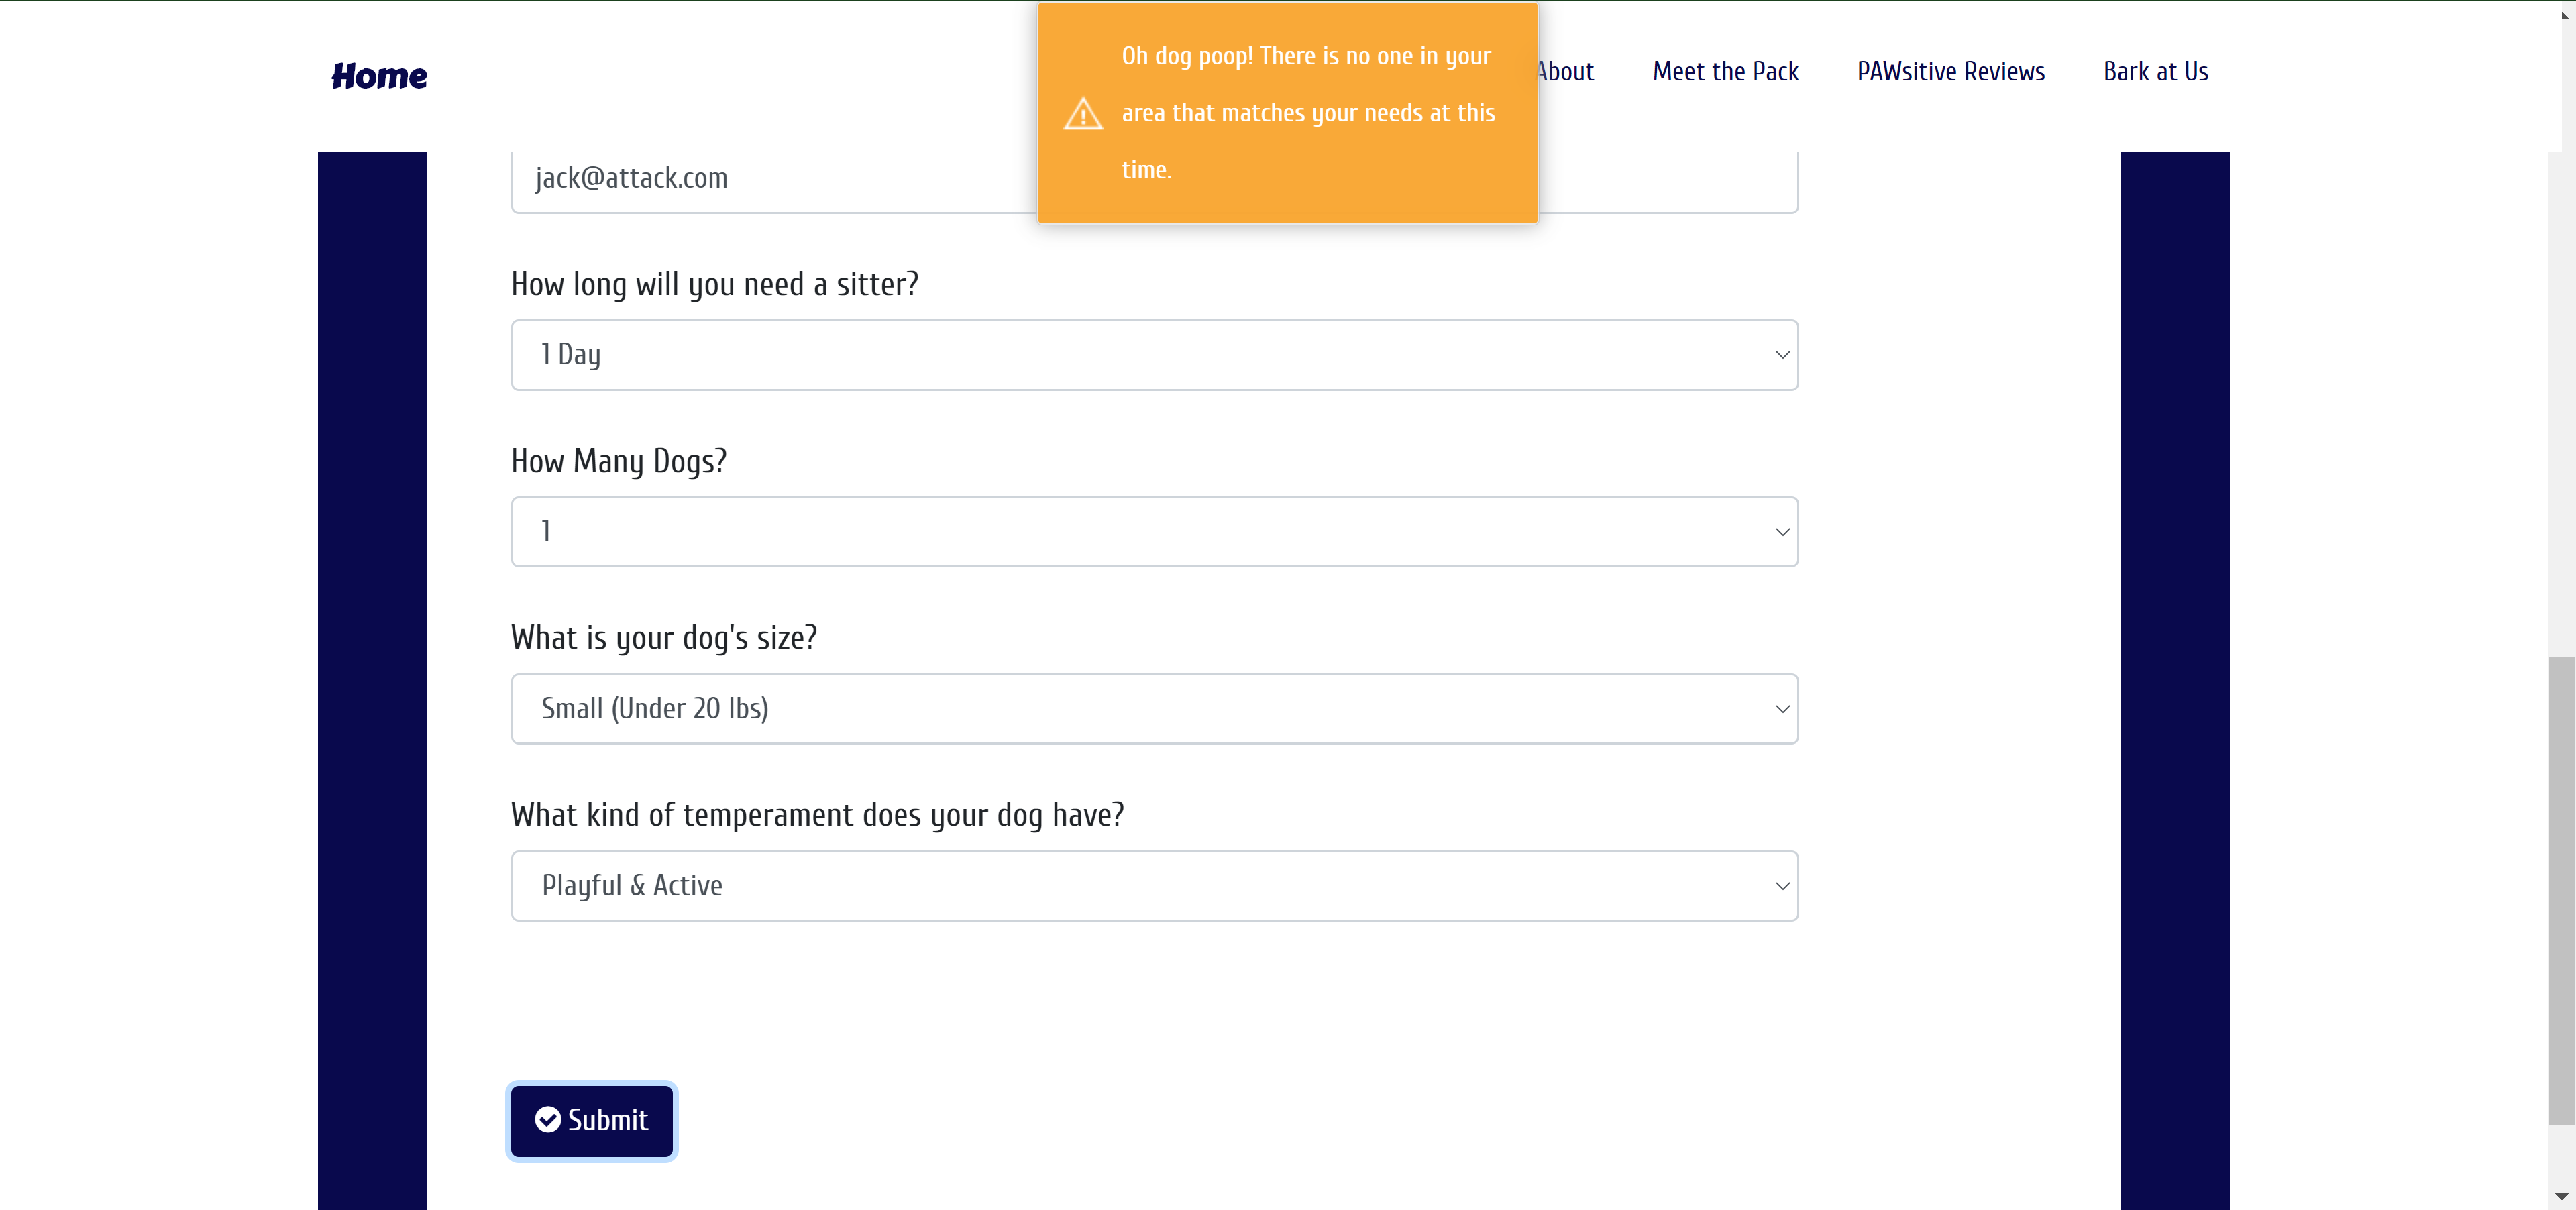 Home
About
Meet the Pack
PAWsitive Reviews
Bark at Us
Oh dog poop! There is no one in your
area that matches your needs at this
time.
jack@attack.com
How long will you need a sitter?
1 Day
How Many Dogs?
1
What is your dog's size?
Small (Under 20 lbs)
What kind of temperament does your dog have?
Playful & Active
Submit